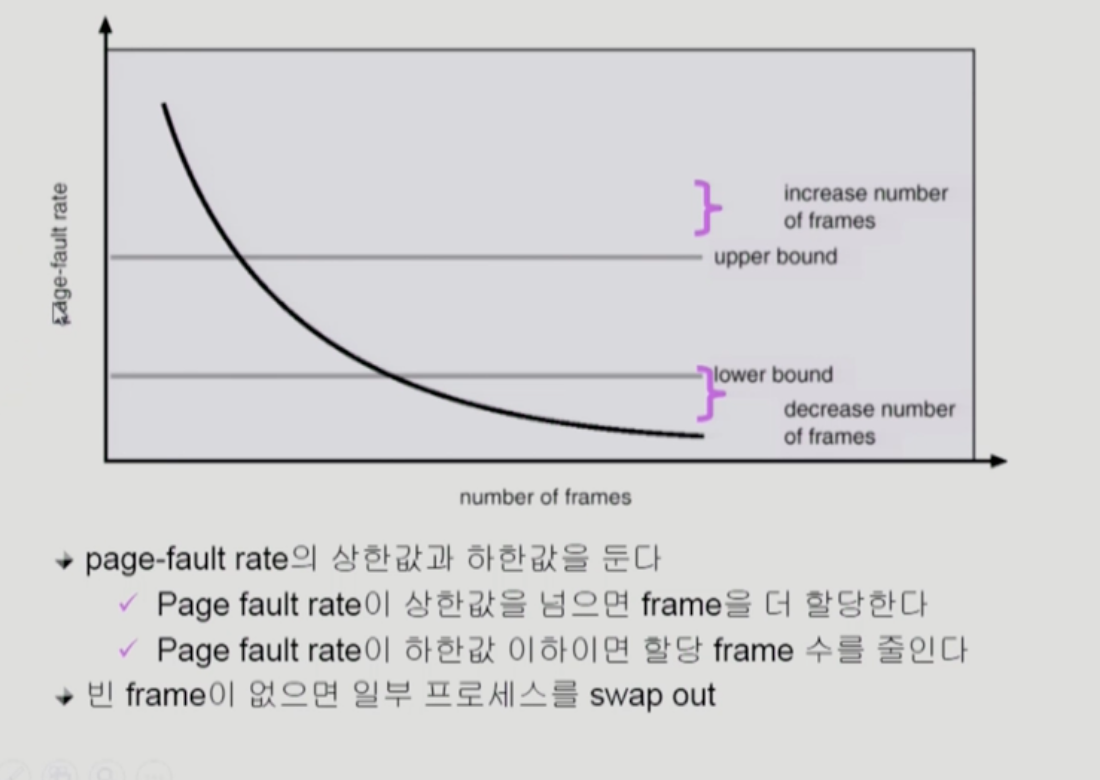 increase number
of frames
upper bound
lower bound
decrease number
of frames
-fault rate
number of frames
page-fault rate의 상한값과 하한값을 둔다
Page fault rate이 상한값을 넘으면 frame을 더 할당한다
Page fault rate이 하한값 이하이면 할당 frame 수를 줄인다
빈 frame이 없으면 일부 프로세스를 swap out